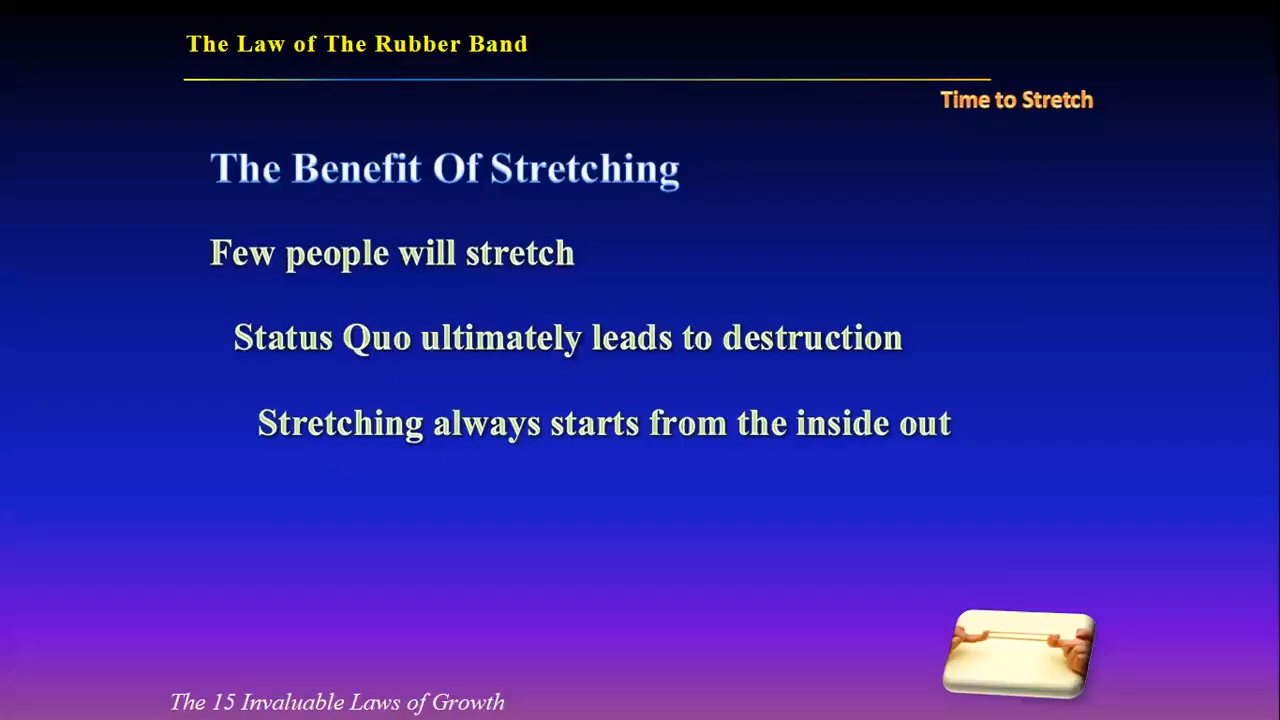 The Law of The Rubber Band
Time to Stretch
The Benefit Of Stretching
Few people will stretch
Status Quo ultimately leads to destruction
Stretching always starts from the inside out
The 15 Invaluable Laws of Growth